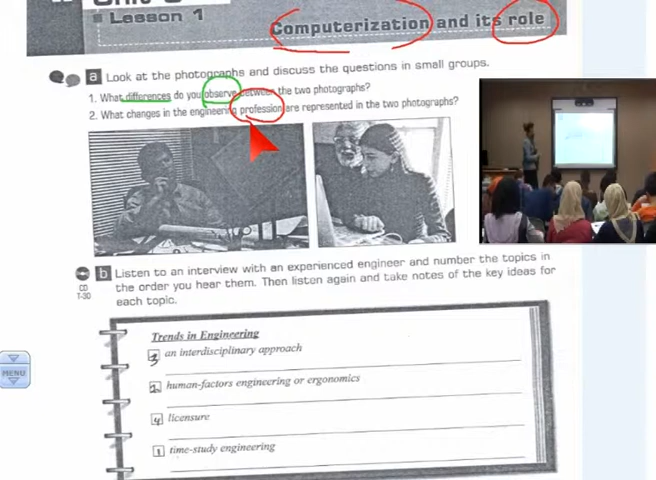 Lesson 1
Computerization and its role
a Look at the photographs and discuss the questions in small groups.
1. What differences do you observe between the two photographs?
2. What changes in the engineering profession are represented in the two photographs?
b Listen to an interview with an experienced engineer and number the topics in
the order you hear them. Then listen again and take notes of the key ideas for
each topic.
CD
T-30
Trends in Engineering
3 an interdisciplinary approach
2 human-factors engineering or ergonomics
4 licensure
1 time-study engineering
MENU